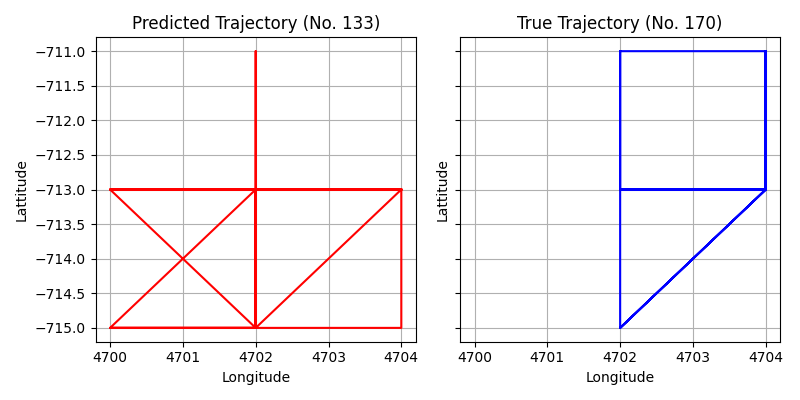 Predicted Trajectory (No. 133)
True Trajectory (No. 170)
−711.0
−711.5
−712.0
−712.5
−713.0
−713.5
−714.0
−714.5
−715.0
Lattitude
Lattitude
4700 4701 4702 4703 4704
4700 4701 4702 4703 4704
Longitude
Longitude